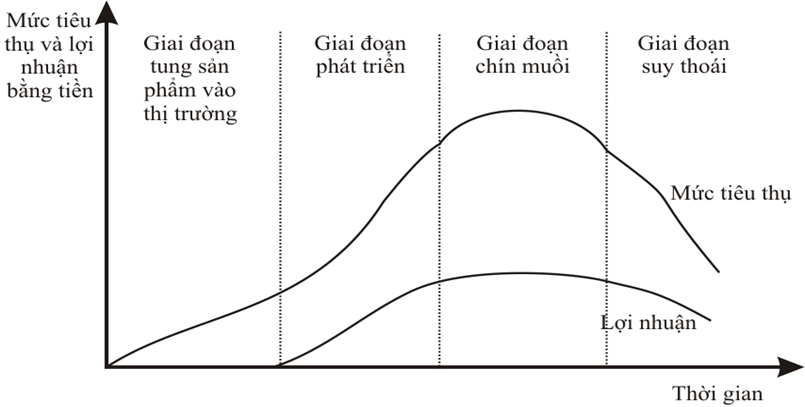 Mức tiêu
thụ và lợi
nhuận
bằng tiền
Giai đoạn
tung sản
phẩm vào
thị trường
Giai đoạn
phát triển
Giai đoạn
chín muồi
Giai đoạn
suy thoái
Mức tiêu thụ
Lợi nhuận
Thời gian